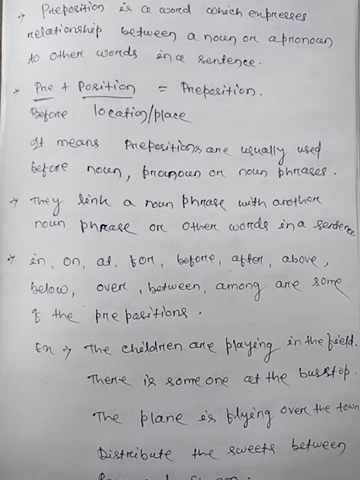 → Preposition is a word which expresses
relationship between a noun or a pronoun
to other words in a sentence.
→ Pre + Position = Preposition.
Before location/place
It means Prepositions are usually used
before noun, pronoun or noun phrases.
→ They link a noun phrase with another
noun phrase or other words in a sentence
→ in, on, at, for, before, after, above,
below, over, between, among are some
of the prepositions.
Ex → The children are playing in the field.
There is someone at the busstop.
The plane is flying over the town
Distribute the sweets between